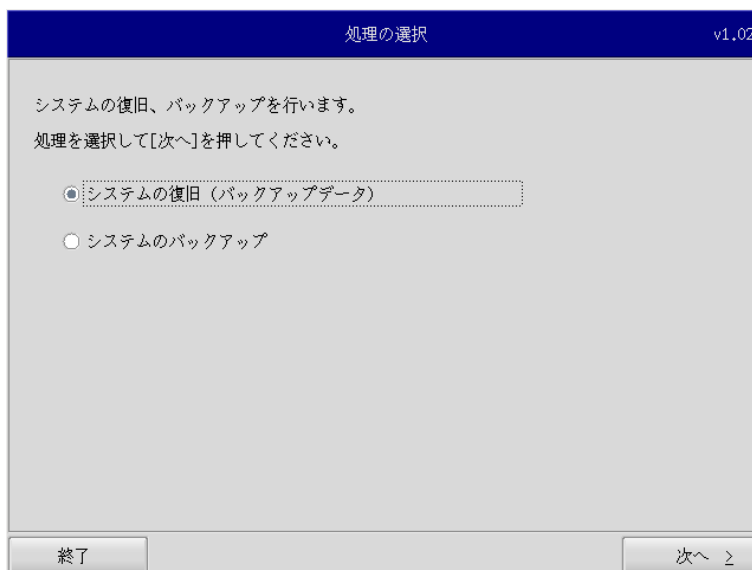 処理の選択
v1.02
システムの復旧、バックアップを行います。
処理を選択して[次へ]を押してください。
システムの復旧（バックアップデータ）
システムのバックアップ
終了
次へ ≥